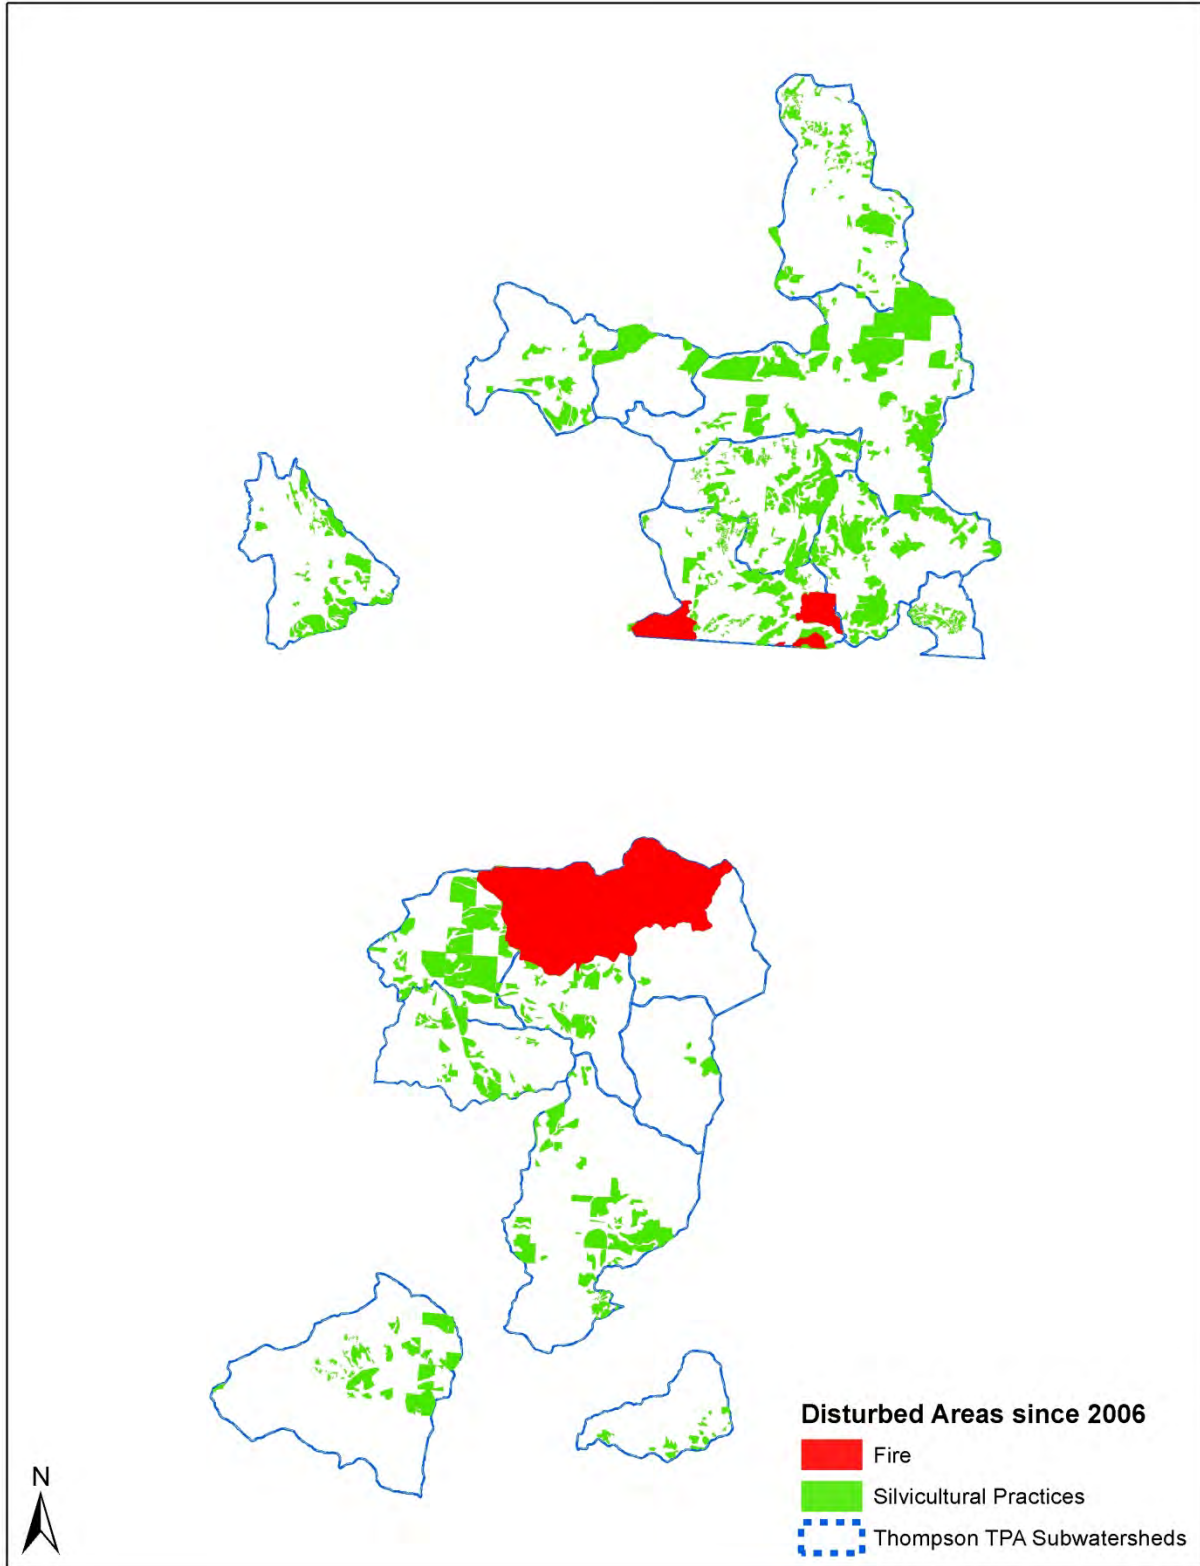 Disturbed Areas since 2006
Fire
Silvicultural Practices
Thompson TPA Subwatersheds
N